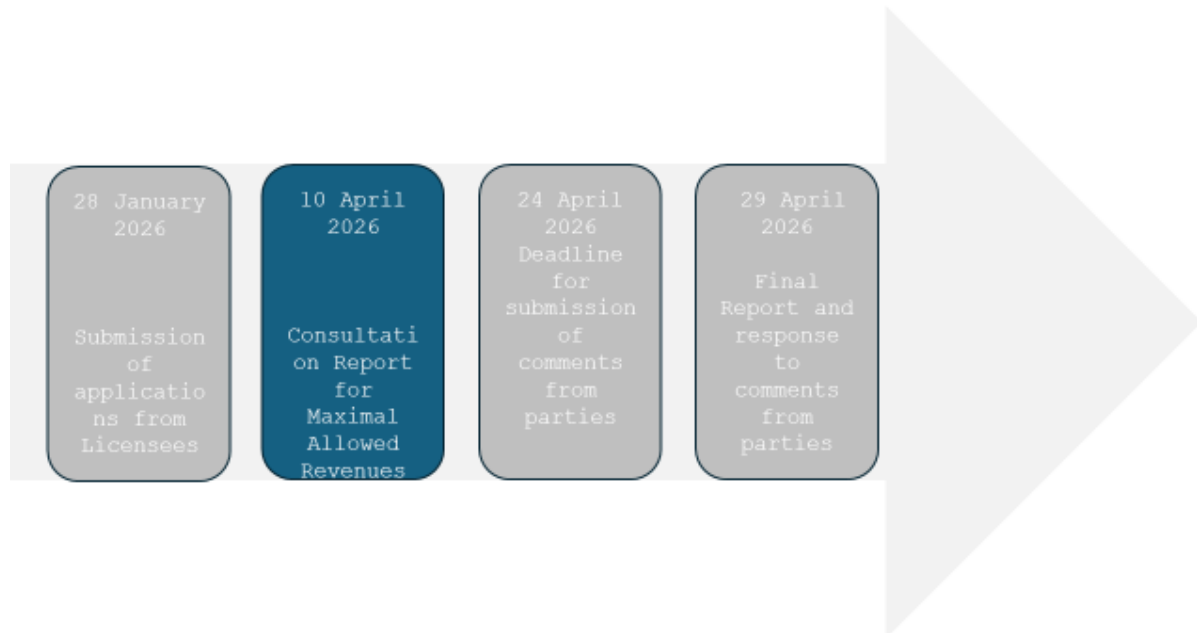 28 January
2026
Submission
of
applicatio
ns from
Licensees
10 April
2026
Consultati
on Report
for
Maximal
Allowed
Revenues
24 April
2026
Deadline
for
submission
of
comments
from
parties
29 April
2026
Final
Report and
response
to
comments
from
parties